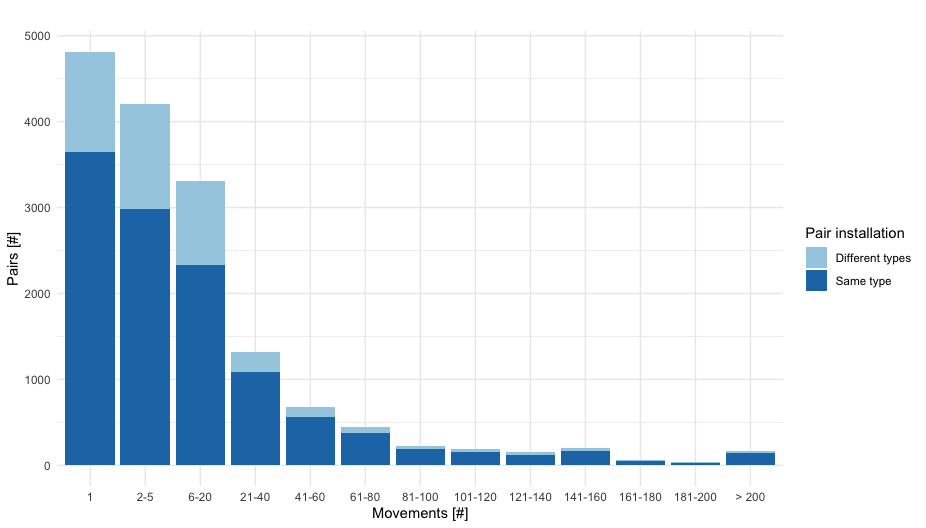 5000
4000
3000
2000
1000
0
Pairs [#]
1 2-5 6-20 21-40 41-60 61-80 81-100 101-120 121-140 141-160 161-180 181-200 > 200
Movements [#]
Pair installation
Different types
Same type